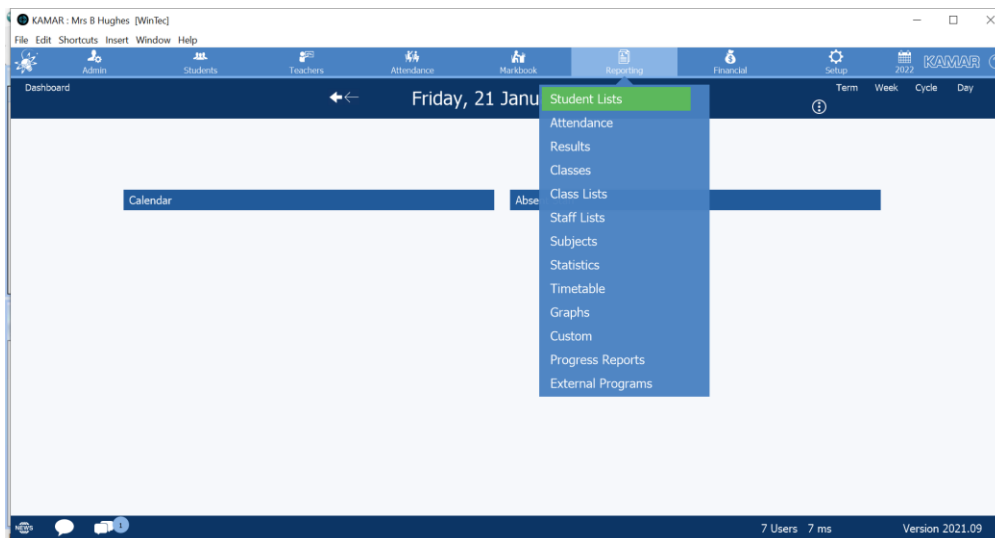 KAMAR : Mrs B Hughes [WinTec]
File Edit Shortcuts Insert Window Help
Admin Students Teachers Attendance Markbook Reporting Financial Setup 2022 KAMAR
Dashboard
Friday, 21 Janu
Term Week Cycle Day
Student Lists
Attendance
Results
Classes
Calendar
Abse
Class Lists
Staff Lists
Subjects
Statistics
Timetable
Graphs
Custom
Progress Reports
External Programs
NEWS 1 7 Users 7 ms Version 2021.09